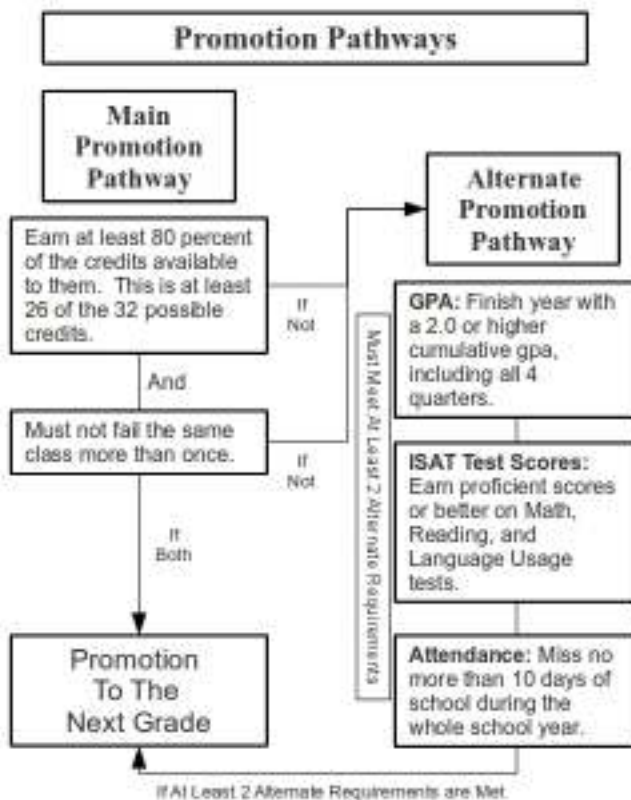 Promotion Pathways
Main
Promotion
Pathway
Earn at least 80 percent
of the credits available
to them. This is at least
26 of the 32 possible
credits.
If
Not
And
Must not fail the same
class more than once.
If
Not
If
Both
Promotion
To The
Next Grade
Alternate
Promotion
Pathway
Must Meet At Least 2 Alternate Requirements
GPA: Finish year with
a 2.0 or higher
cumulative gpa,
including all 4
quarters.
ISAT Test Scores:
Earn proficient scores
or better on Math,
Reading, and
Language Usage
tests.
Attendance: Miss no
more than 10 days of
school during the
whole school year.
If At Least 2 Alternate Requirements are Met.